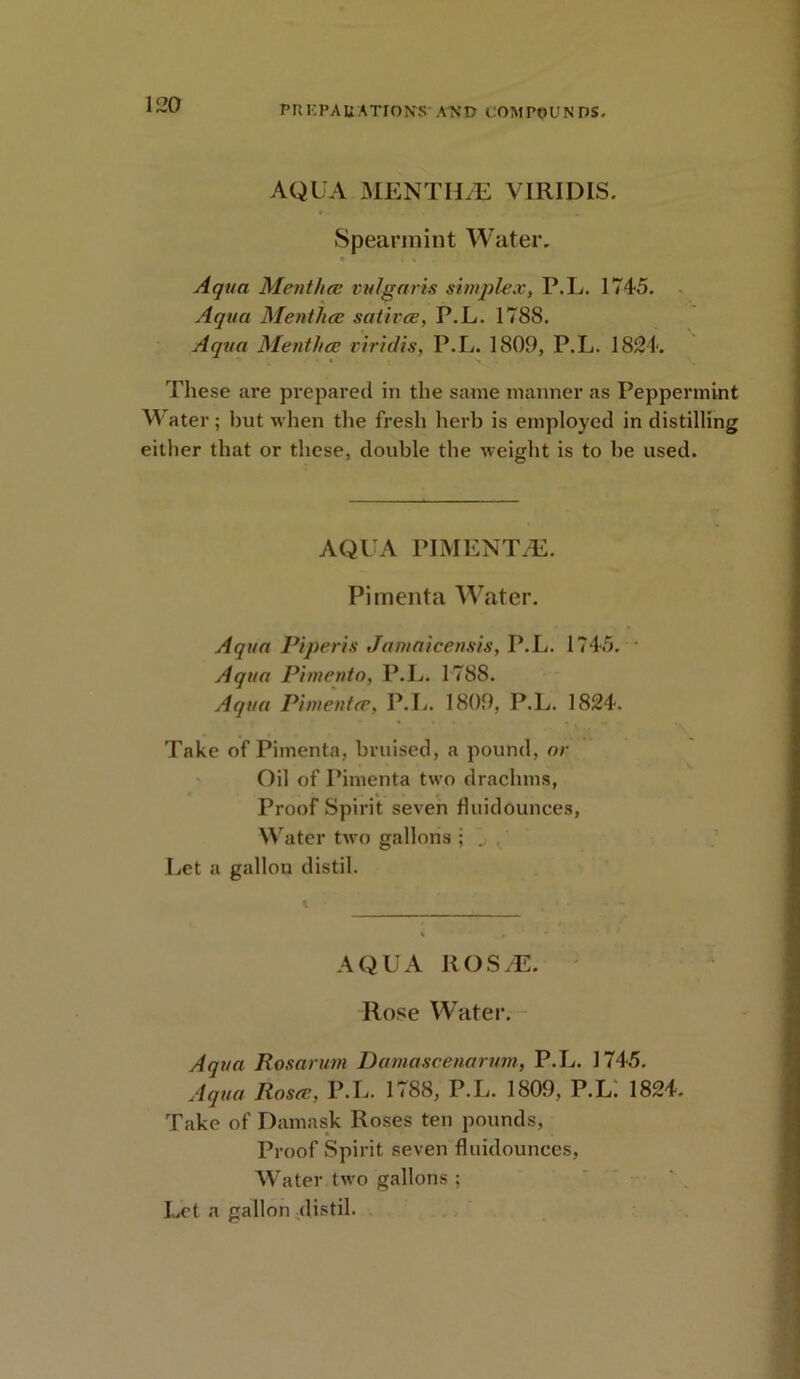 120
PREPARATIONS AND COMPOUNDS.
AQUA MENTHÆ VIRIDIS.
Spearmint Water.
Aqua Menthæ vulgaris simplex, P.L. 1745.
Aqua Menthæ sativæ, P.L. 1788.
Aqua Menthæ viridis, P.L. 1809, P.L. 1824.
These are prepared in the same manner as Peppermint
Water; but when the fresh herb is employed in distilling
either that or these, double the weight is to be used.
AQUA PIMENTÆ.
Pimenta Water.
Aqua Piperis Jamaicensis, P.L. 1745.
Aqua Pimento, P.L. 1788.
Aqua Pimentæ, P.L. 1809, P.L. 1824.
Take of Pimenta, bruised, a pound, or
Oil of Pimenta two drachms,
Proof Spirit seven fluidounces,
Water two gallons;
Let a gallon distil.
AQUA ROSÆ.
Rose Water.
Aqua Rosarum Damascenarum, P.L. 1745.
Aqua Rosæ, P.L. 1788, P.L. 1809, P.L. 1824.
Take of Damask Roses ten pounds,
Proof Spirit seven fluidounces,
Water two gallons;
Let a gallon distil.